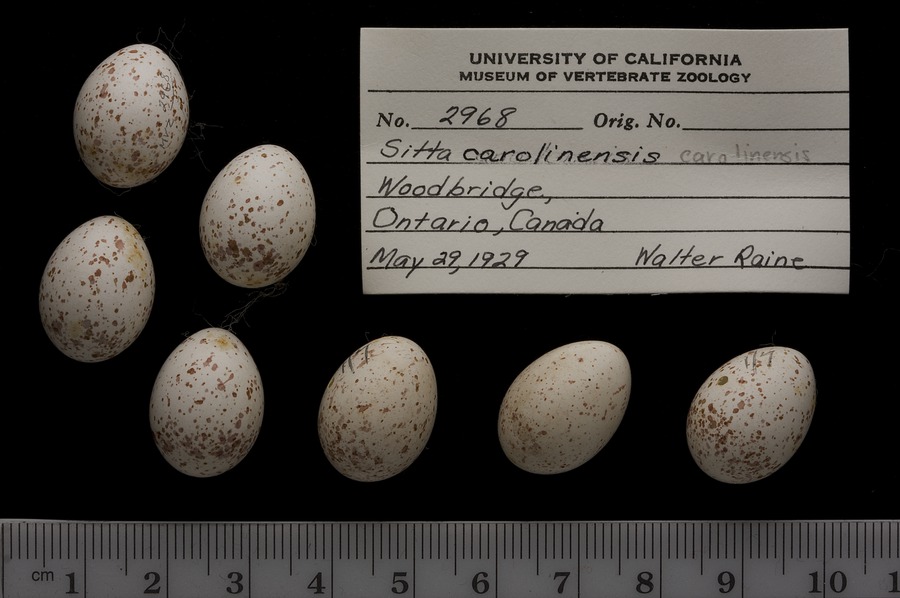 UNIVERSITY OF CALIFORNIA
MUSEUM OF VERTEBRATE ZOOLOGY
No. 2968 Orig. No.
Sitta carolinensis carolinensis
Woodbridge,
Ontario, Canada
May 29, 1929 Walter Raine
cm 1 2 3 4 5 6 7 8 9 10 1